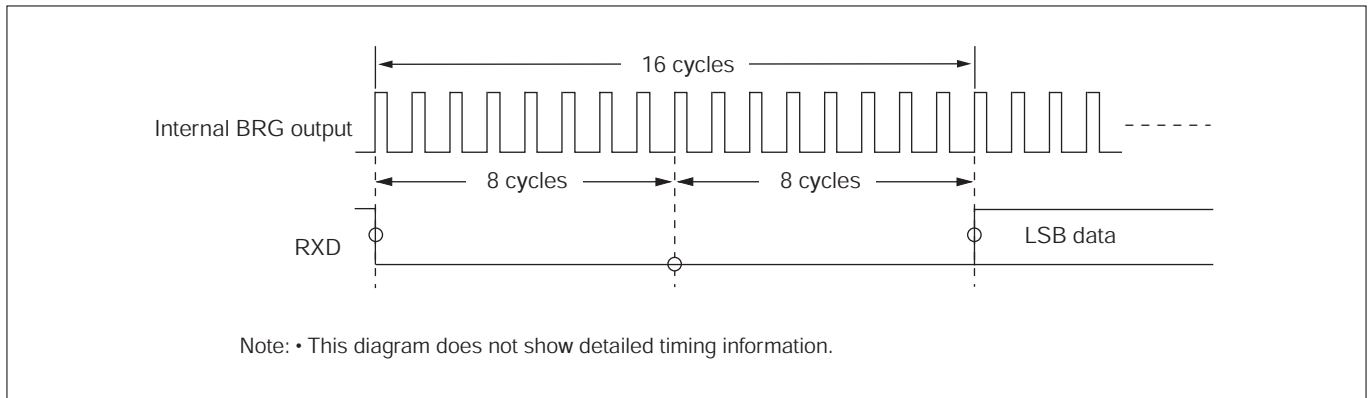 16 cycles
Internal BRG output
8 cycles
8 cycles
RXD
LSB data
Note: • This diagram does not show detailed timing information.